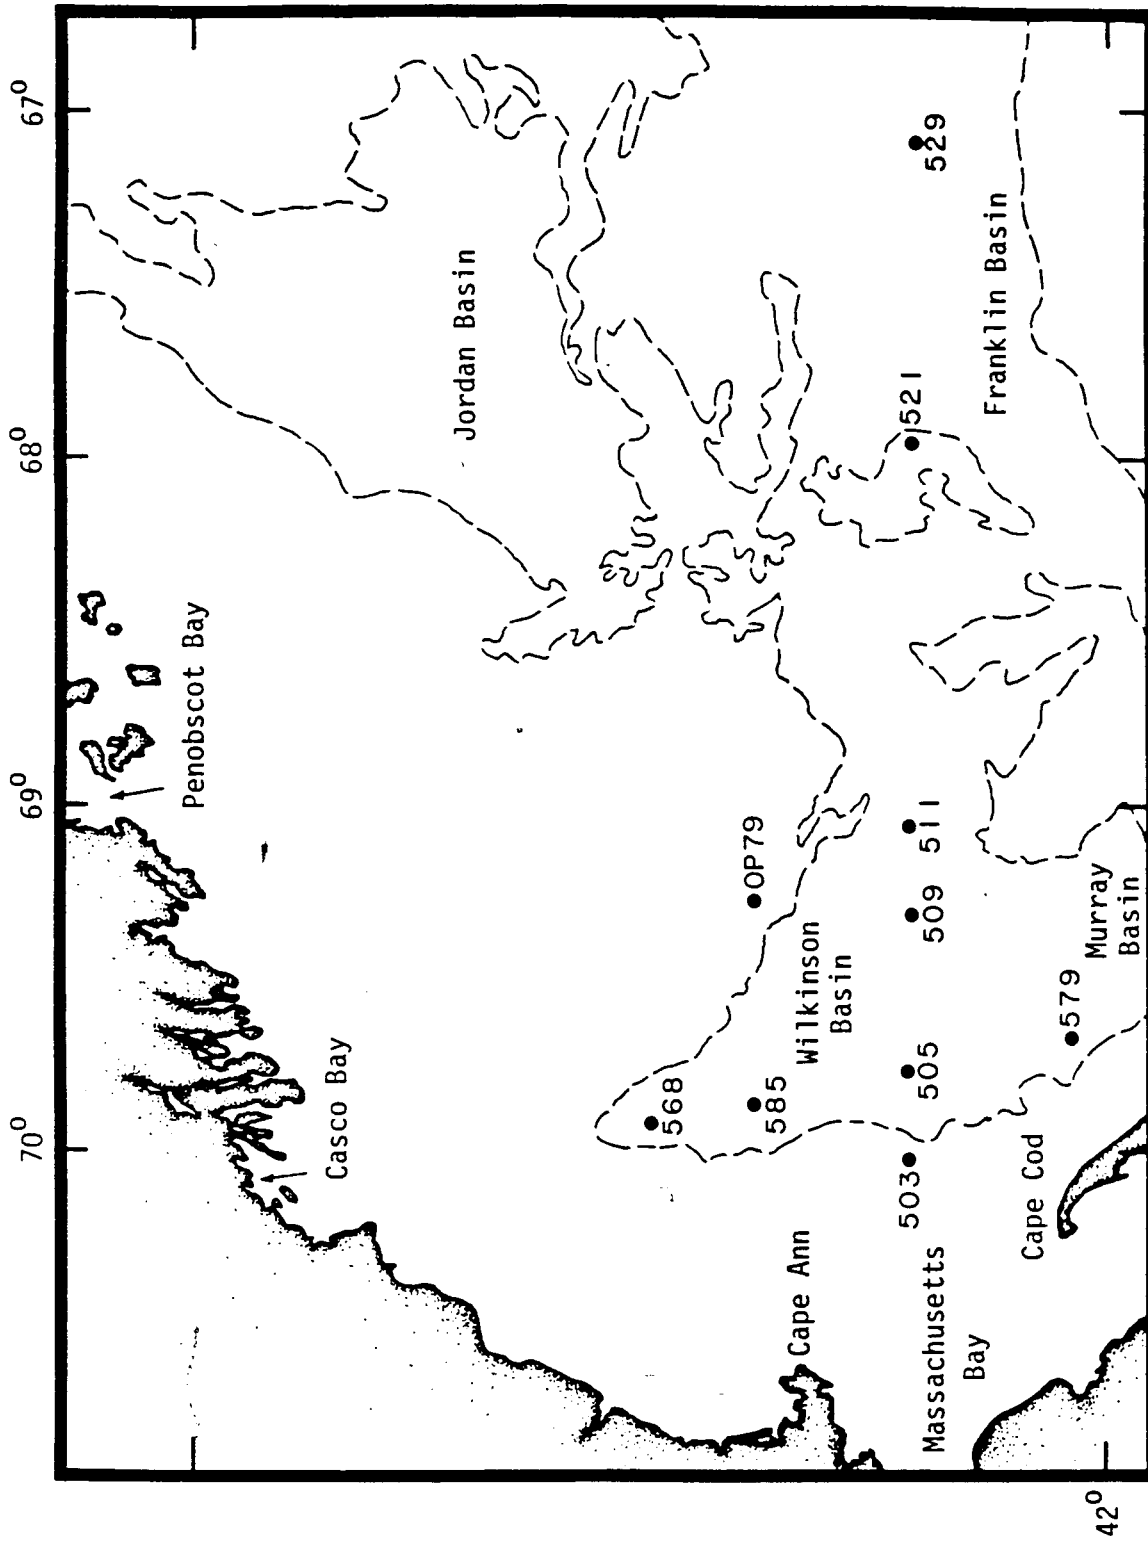 70°
69°
68°
67°
Penobscot Bay
Casco Bay
Jordan Basin
568
OP79
585
Cape Ann
Wilkinson
Basin
503
505
509
511
521
529
Massachusetts
Bay
Franklin Basin
Cape Cod
579
Murray
Basin
42°